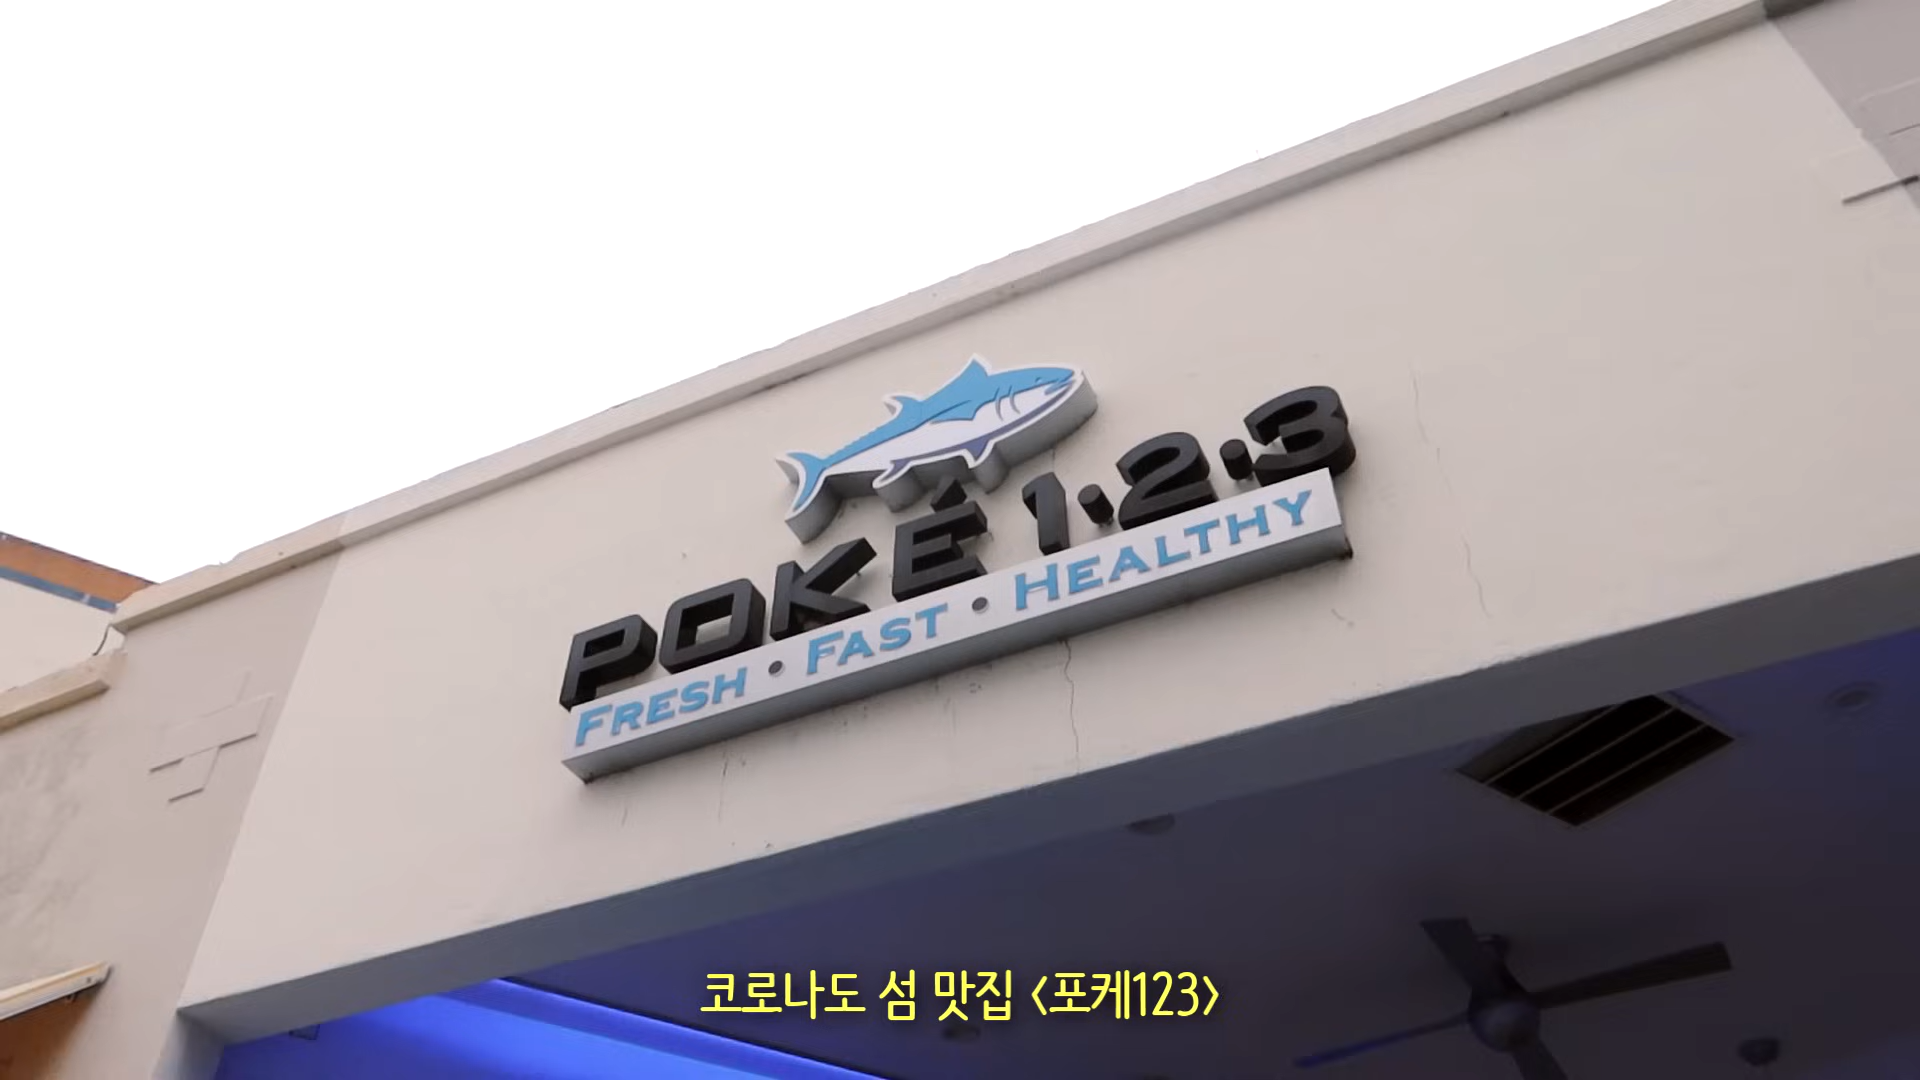 POKÉ 1·2·3
FRESH · FAST · HEALTHY
코로나도 섬 맛집 <포케123>